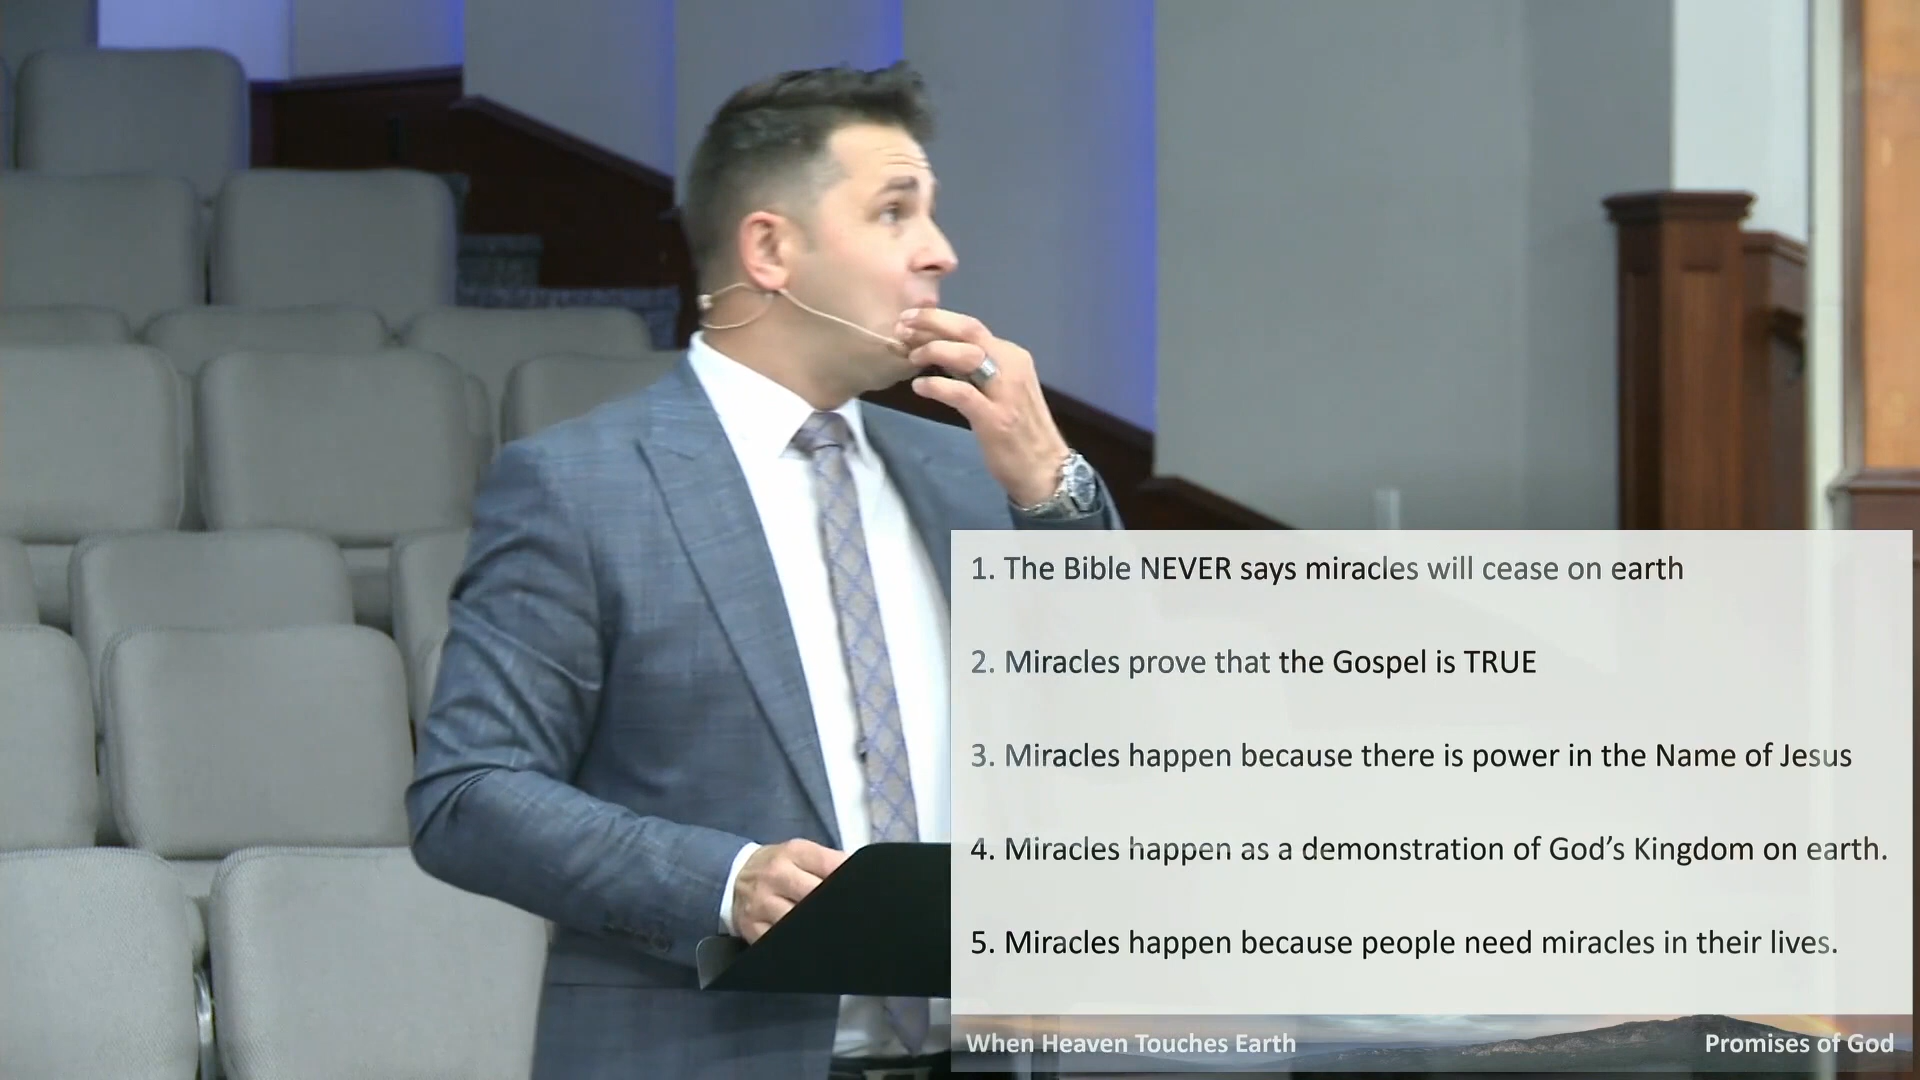 1. The Bible NEVER says miracles will cease on earth
2. Miracles prove that the Gospel is TRUE
3. Miracles happen because there is power in the Name of Jesus
4. Miracles happen as a demonstration of God’s Kingdom on earth.
5. Miracles happen because people need miracles in their lives.
When Heaven Touches Earth
Promises of God